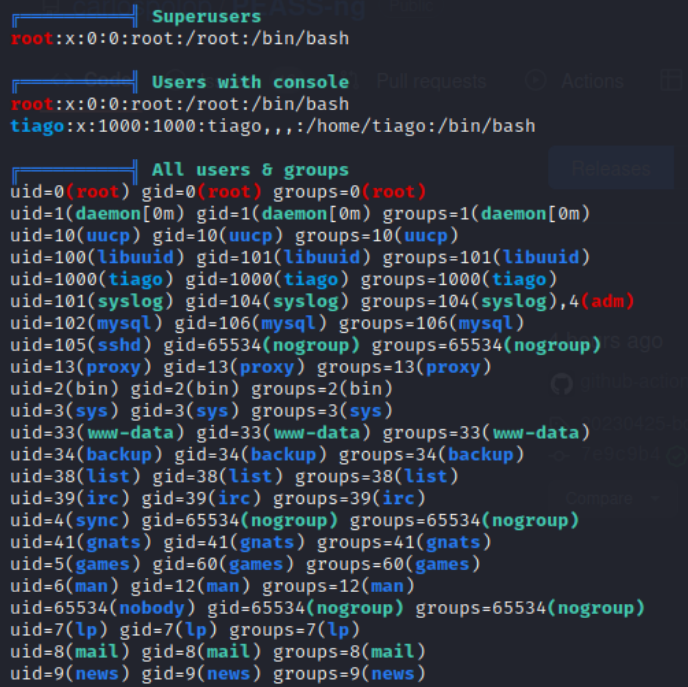 Superusers
root:x:0:0:root:/root:/bin/bash
Users with console
root:x:0:0:root:/root:/bin/bash
tiago:x:1000:1000:tiago,,,:/home/tiago:/bin/bash
All users & groups
uid=0(root) gid=0(root) groups=0(root)
uid=1(daemon[0m) gid=1(daemon[0m) groups=1(daemon[0m)
uid=10(uucp) gid=10(uucp) groups=10(uucp)
uid=100(libuuid) gid=101(libuuid) groups=101(libuuid)
uid=1000(tiago) gid=1000(tiago) groups=1000(tiago)
uid=101(syslog) gid=104(syslog) groups=104(syslog),4(adm)
uid=102(mysql) gid=106(mysql) groups=106(mysql)
uid=105(sshd) gid=65534(nogroup) groups=65534(nogroup)
uid=13(proxy) gid=13(proxy) groups=13(proxy)
uid=2(bin) gid=2(bin) groups=2(bin)
uid=3(sys) gid=3(sys) groups=3(sys)
uid=33(www-data) gid=33(www-data) groups=33(www-data)
uid=34(backup) gid=34(backup) groups=34(backup)
uid=38(list) gid=38(list) groups=38(list)
uid=39(irc) gid=39(irc) groups=39(irc)
uid=4(sync) gid=65534(nogroup) groups=65534(nogroup)
uid=41(gnats) gid=41(gnats) groups=41(gnats)
uid=5(games) gid=60(games) groups=60(games)
uid=6(man) gid=12(man) groups=12(man)
uid=65534(nobody) gid=65534(nogroup) groups=65534(nogroup)
uid=7(lp) gid=7(lp) groups=7(lp)
uid=8(mail) gid=8(mail) groups=8(mail)
uid=9(news) gid=9(news) groups=9(news)
PEASS-ng
Public
Pull requests
Actions
Releases
Compare